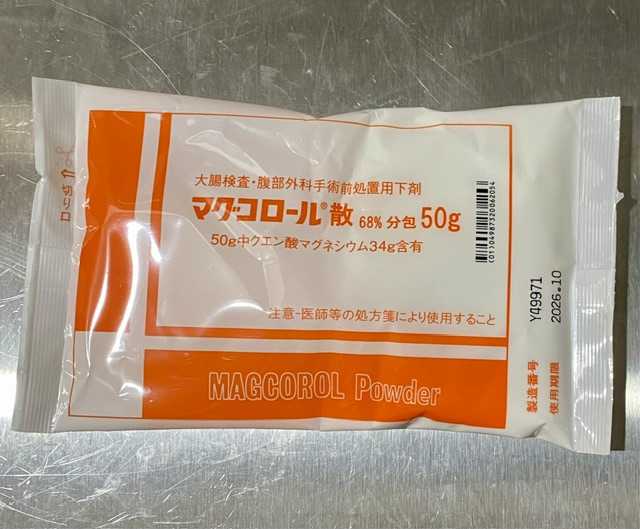 大腸検査・腹部外科手術前処置用下剤
マグコロール®散 68% 分包 50g
50g中クエン酸マグネシウム34g含有
注意-医師等の処方箋により使用すること
MAGCOROL Powder
(01)04987320062054
製造番号 Y49971
使用期限 2026.10